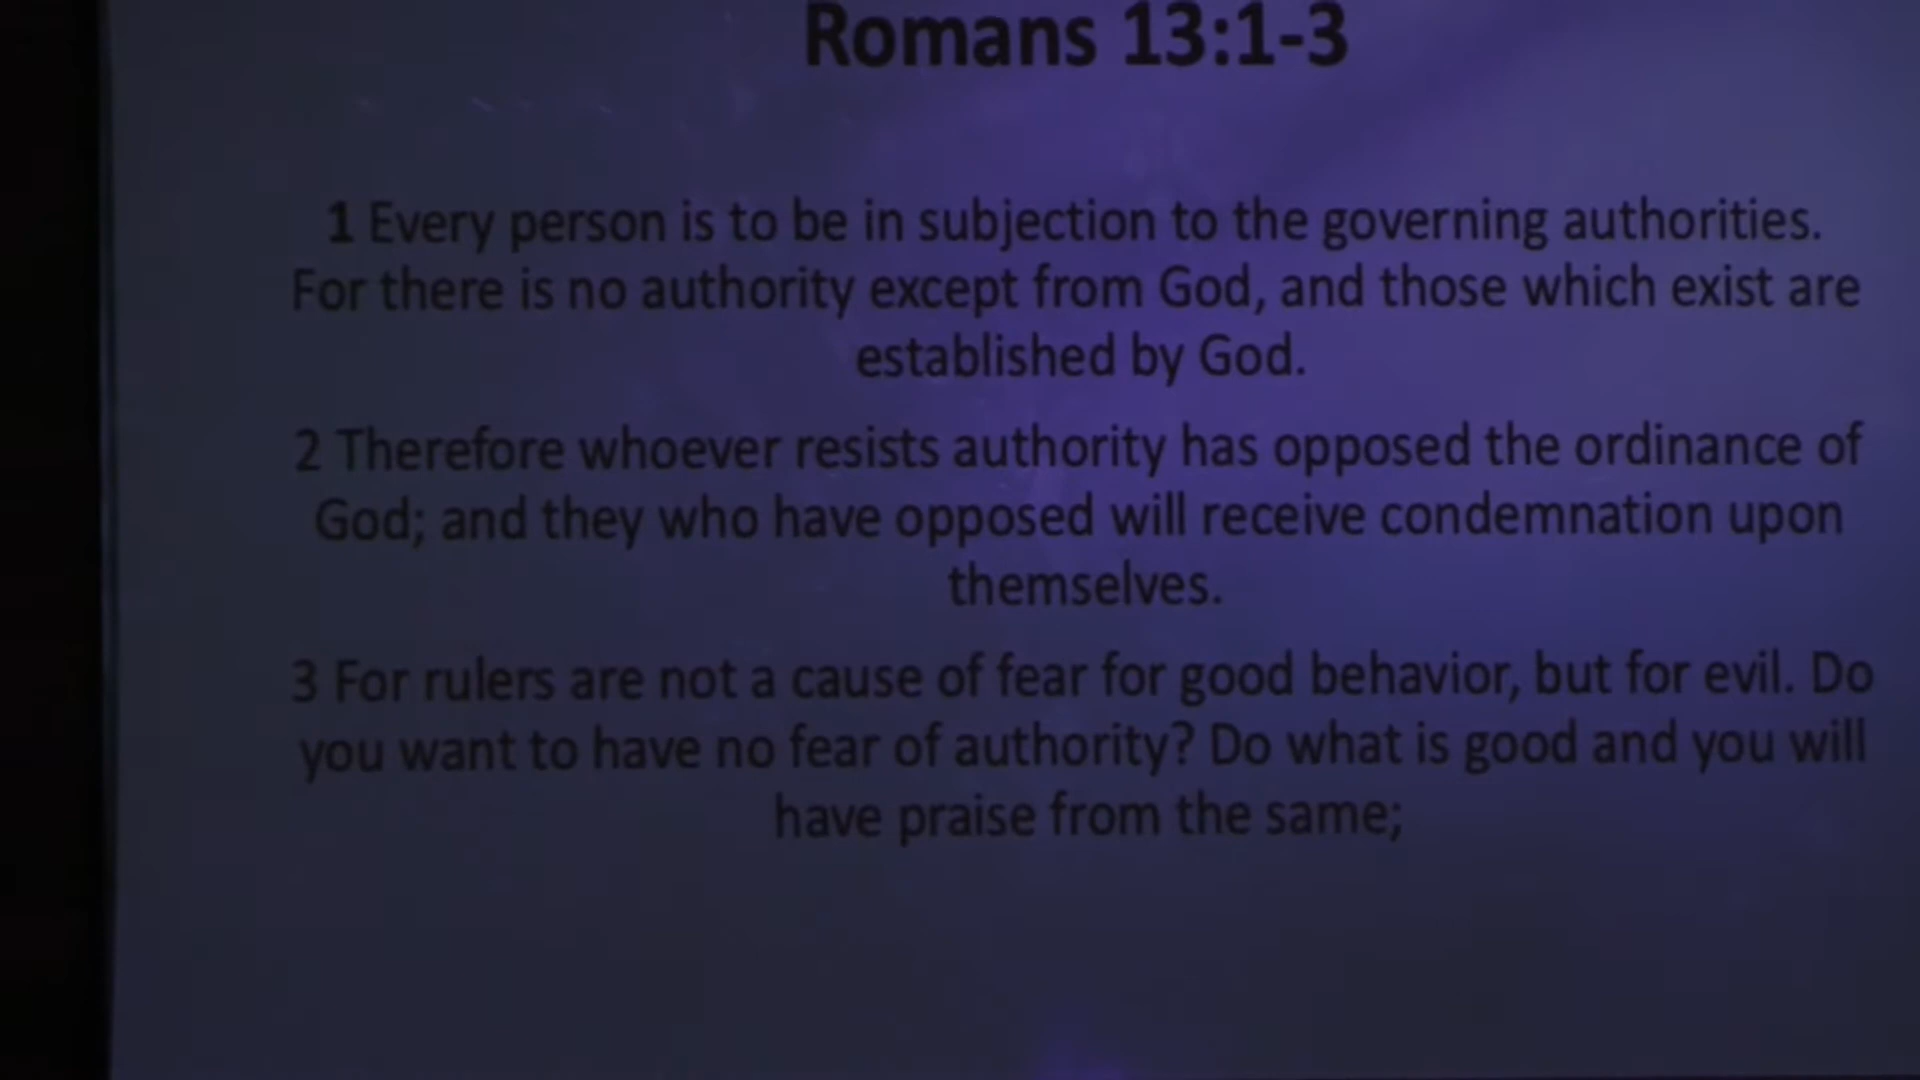 Romans 13:1-3
1 Every person is to be in subjection to the governing authorities.
For there is no authority except from God, and those which exist are
established by God.
2 Therefore whoever resists authority has opposed the ordinance of
God; and they who have opposed will receive condemnation upon
themselves.
3 For rulers are not a cause of fear for good behavior, but for evil. Do
you want to have no fear of authority? Do what is good and you will
have praise from the same;